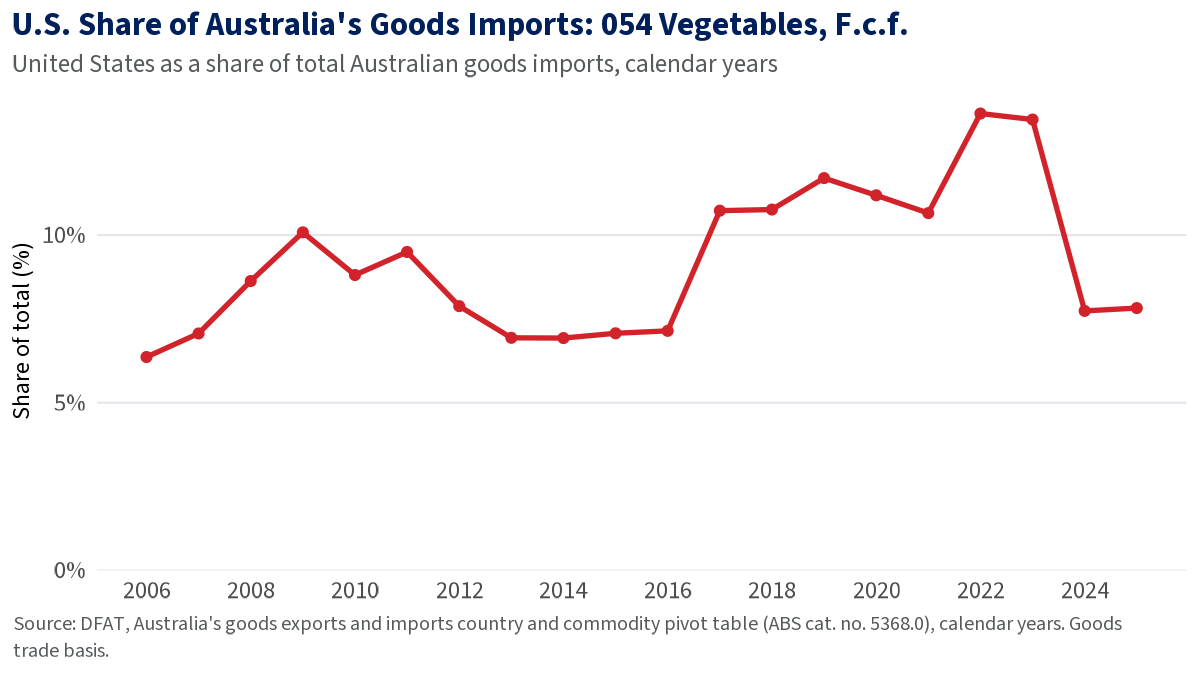 U.S. Share of Australia's Goods Imports: 054 Vegetables, F.c.f.
United States as a share of total Australian goods imports, calendar years
Share of total (%)
10%
5%
0%
2006 2008 2010 2012 2014 2016 2018 2020 2022 2024
Source: DFAT, Australia's goods exports and imports country and commodity pivot table (ABS cat. no. 5368.0), calendar years. Goods
trade basis.